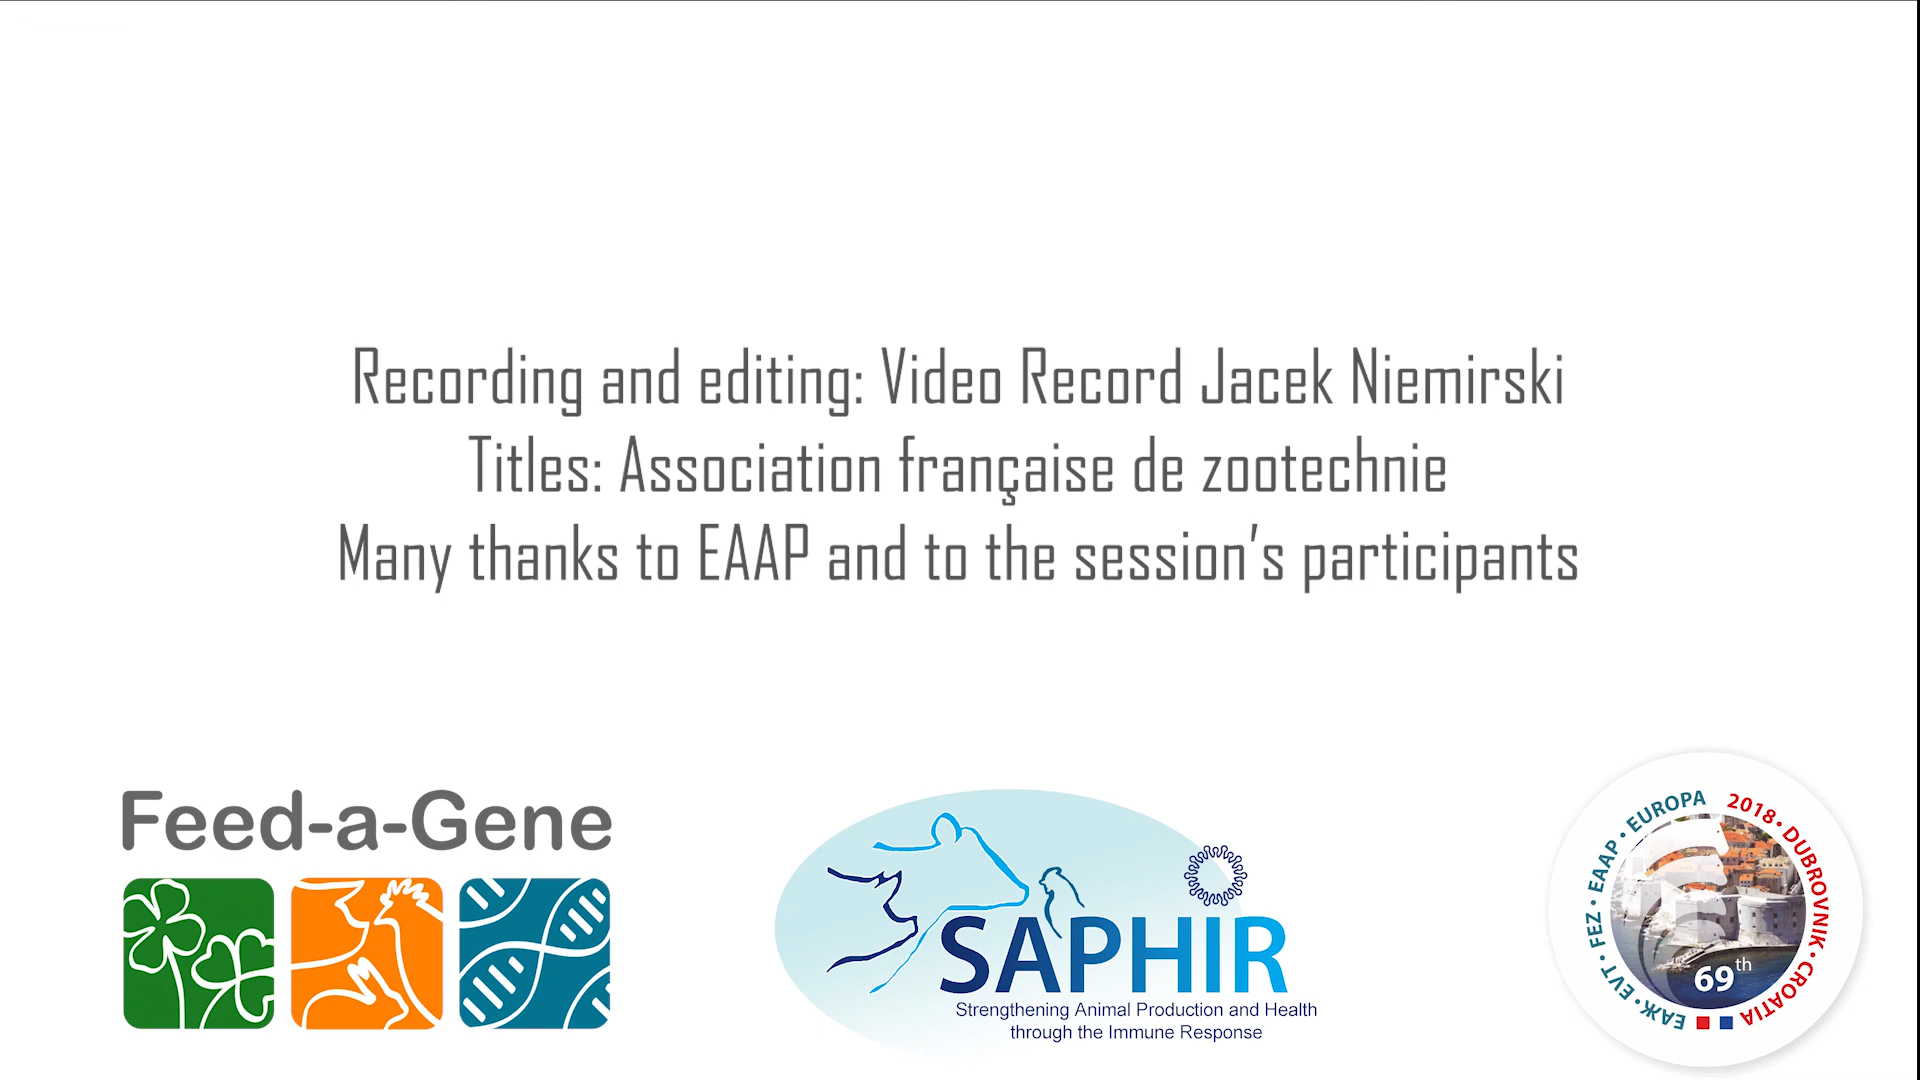 Recording and editing: Video Record Jacek Niemirski
Titles: Association française de zootechnie
Many thanks to EAAP and to the session’s participants
Feed-a-Gene
SAPHIR
Strengthening Animal Production and Health
through the Immune Response
ЕАЖ • EVT • FEZ • EAAP • EUROPA 2018 • DUBROVNIK • CROATIA
69th